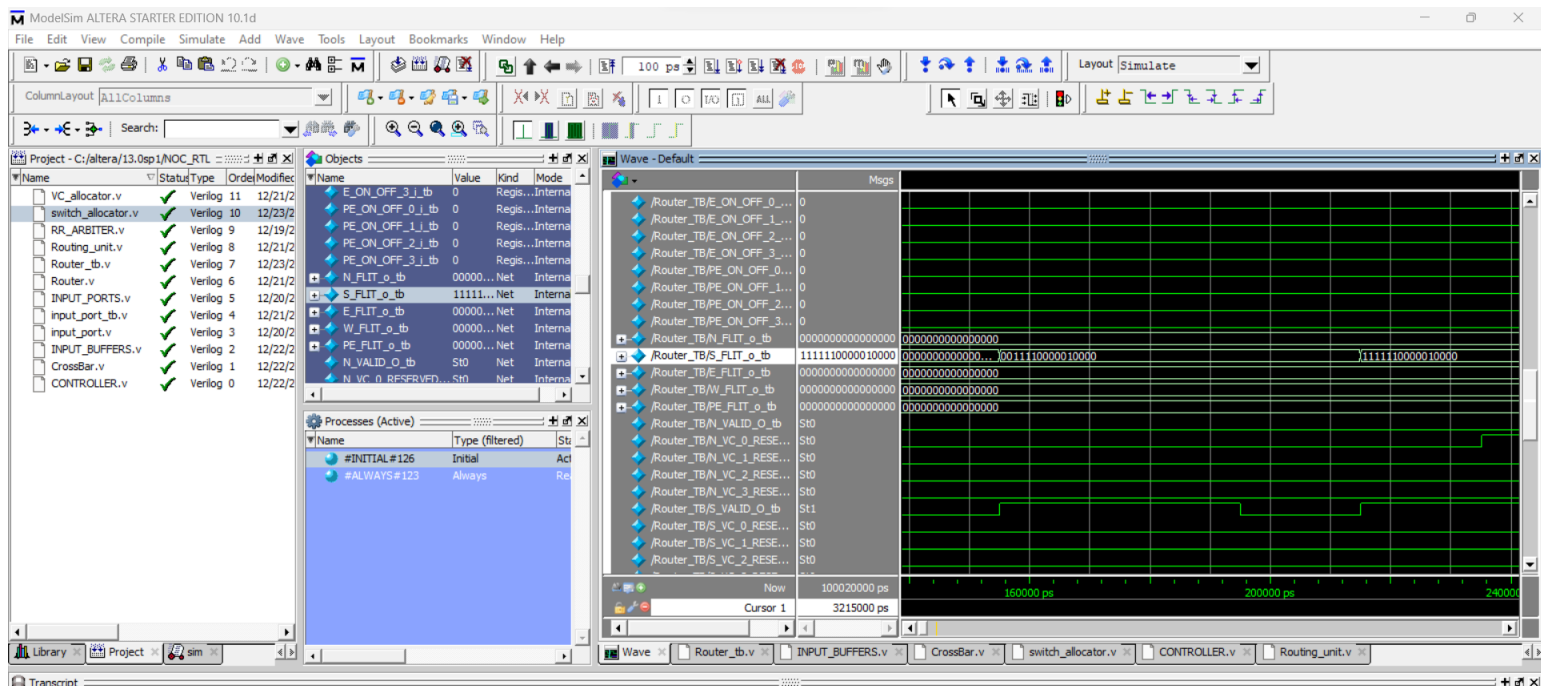 ModelSim ALTERA STARTER EDITION 10.1d
File Edit View Compile Simulate Add Wave Tools Layout Bookmarks Window Help
100 ps
Layout Simulate
ColumnLayout AllColumns
Search:
Project - C:/altera/13.0sp1/NOC_RTL
Name Status Type Order Modified
VC_allocator.v Verilog 11 12/21/2
switch_allocator.v Verilog 10 12/23/2
RR_ARBITER.v Verilog 9 12/19/2
Routing_unit.v Verilog 8 12/21/2
Router_tb.v Verilog 7 12/23/2
Router.v Verilog 6 12/21/2
INPUT_PORTS.v Verilog 5 12/20/2
input_port_tb.v Verilog 4 12/21/2
input_port.v Verilog 3 12/20/2
INPUT_BUFFERS.v Verilog 2 12/22/2
CrossBar.v Verilog 1 12/22/2
CONTROLLER.v Verilog 0 12/22/2
Library Project sim
Objects
Name Value Kind Mode
E_ON_OFF_3_i_tb 0 Regis... Interna
PE_ON_OFF_0_i_tb 0 Regis... Interna
PE_ON_OFF_1_i_tb 0 Regis... Interna
PE_ON_OFF_2_i_tb 0 Regis... Interna
PE_ON_OFF_3_i_tb 0 Regis... Interna
N_FLIT_o_tb 00000... Net Interna
S_FLIT_o_tb 11111... Net Interna
E_FLIT_o_tb 00000... Net Interna
W_FLIT_o_tb 00000... Net Interna
PE_FLIT_o_tb 00000... Net Interna
N_VALID_O_tb St0 Net Interna
N_VC_0_RESERVED... St0 Net Interna
Processes (Active)
Name Type (filtered) Sta
#INITIAL#126 Initial Act
#ALWAYS#123 Always Re
Wave - Default
Msgs
/Router_TB/E_ON_OFF_0_... 0
/Router_TB/E_ON_OFF_1_... 0
/Router_TB/E_ON_OFF_2_... 0
/Router_TB/E_ON_OFF_3_... 0
/Router_TB/PE_ON_OFF_0... 0
/Router_TB/PE_ON_OFF_1... 0
/Router_TB/PE_ON_OFF_2... 0
/Router_TB/PE_ON_OFF_3... 0
/Router_TB/N_FLIT_o_tb 0000000000000000 0000000000000000
/Router_TB/S_FLIT_o_tb 1111110000010000 0000000000000... 0011110000010000 1111110000010000
/Router_TB/E_FLIT_o_tb 0000000000000000 0000000000000000
/Router_TB/W_FLIT_o_tb 0000000000000000 0000000000000000
/Router_TB/PE_FLIT_o_tb 0000000000000000 0000000000000000
/Router_TB/N_VALID_O_tb St0
/Router_TB/N_VC_0_RESE... St0
/Router_TB/N_VC_1_RESE... St0
/Router_TB/N_VC_2_RESE... St0
/Router_TB/N_VC_3_RESE... St0
/Router_TB/S_VALID_O_tb St1
/Router_TB/S_VC_0_RESE... St0
/Router_TB/S_VC_1_RESE... St0
/Router_TB/S_VC_2_RESE... St0
Now 100020000 ps 160000 ps 200000 ps 240000
Cursor 1 3215000 ps
Wave Router_tb.v INPUT_BUFFERS.v CrossBar.v switch_allocator.v CONTROLLER.v Routing_unit.v
Transcript